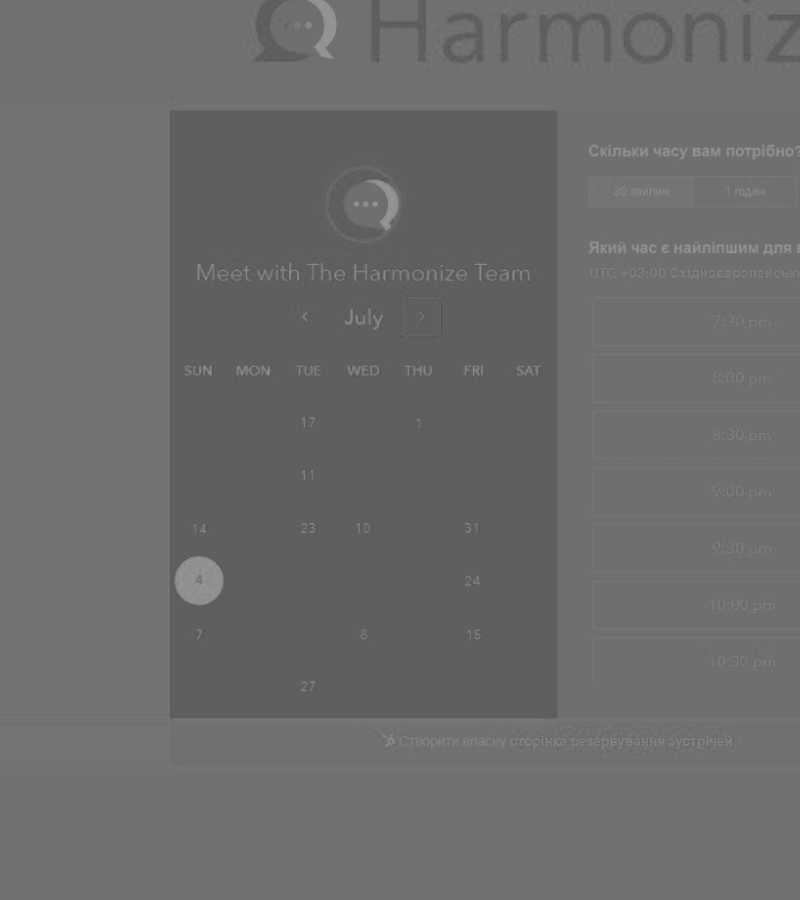 Harmoniz
Meet with The Harmonize Team
July
SUN MON TUE WED THU FRI SAT
17 1
11
14 23 10 31
4 24
7 8 15
27
Скільки часу вам потрібно?
30 хвилин 1 годин
Який час є найліпшим для в
UTC +03:00 Східноєвропейськи
7:30 pm
8:00 pm
8:30 pm
9:00 pm
9:30 pm
10:00 pm
10:30 pm
Створити власну сторінка резервування зустрічей